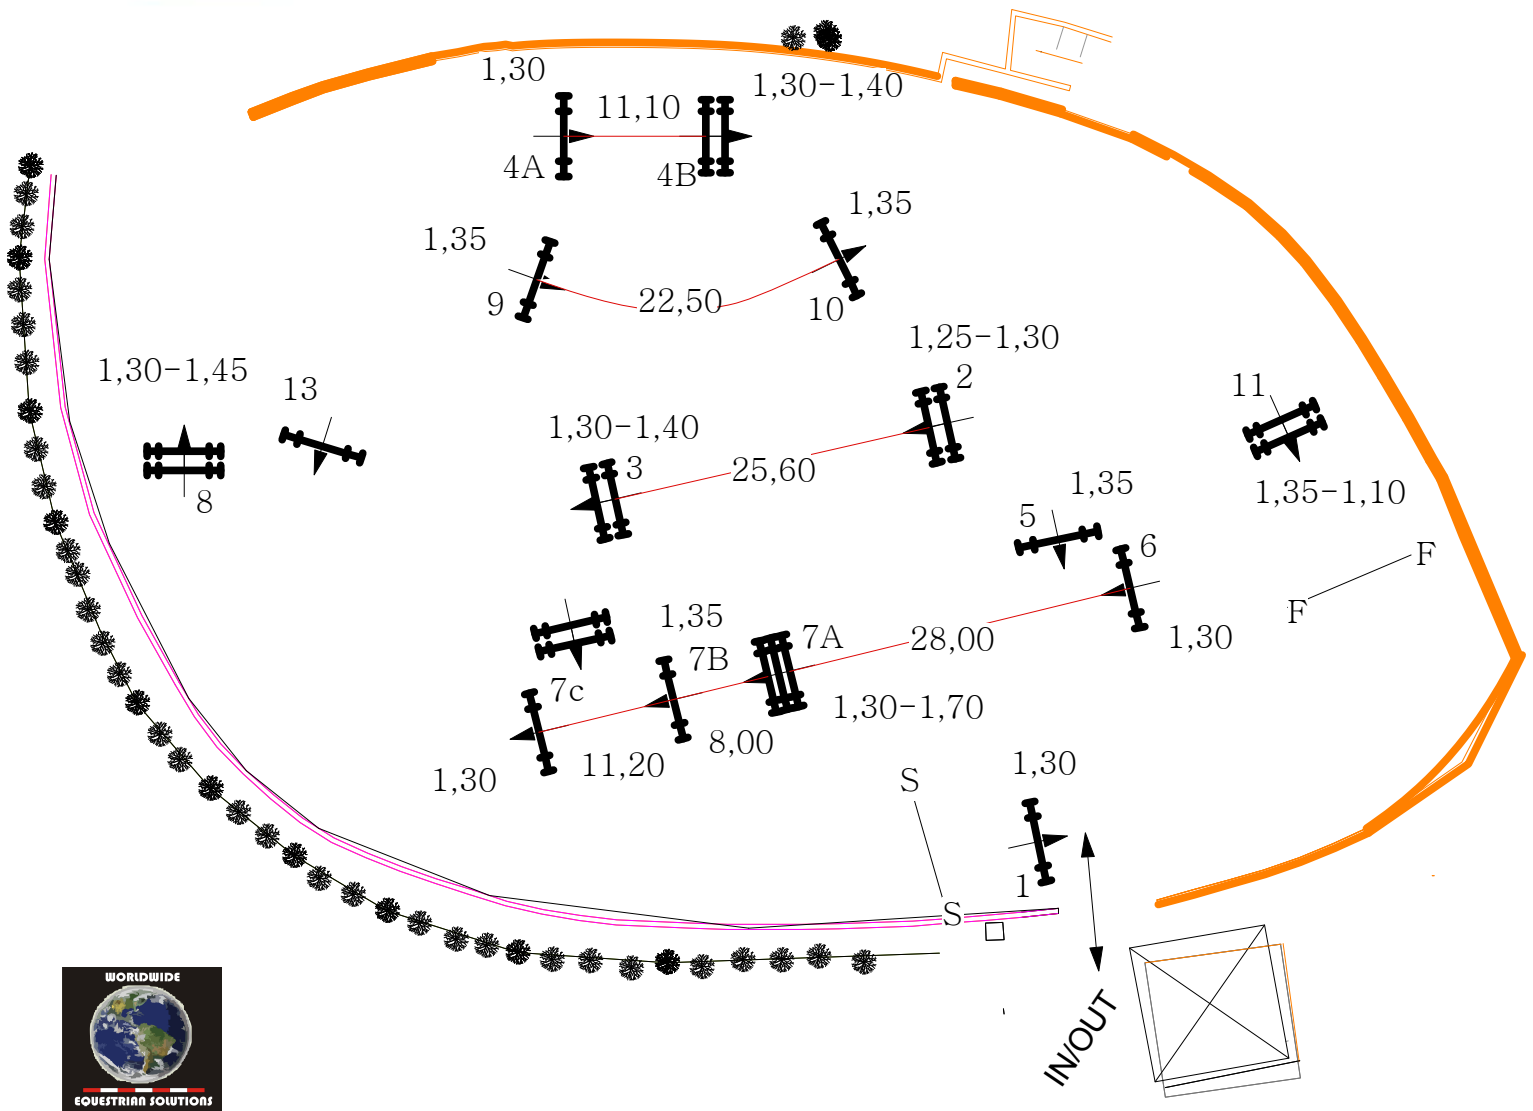 1,30
11,10
1,30-1,40
4A
4B
1,35
1,35
9
22,50
10
1,25-1,30
2
1,30-1,45
13
11
1,30-1,40
3
25,60
8
1,35
1,35-1,10
5
6
F
F
1,35
7A
28,00
1,30
7B
7c
1,30-1,70
8,00
11,20
1,30
S
1,30
1
S
IN/OUT
WORLDWIDE
EQUESTRIAN SOLUTIONS